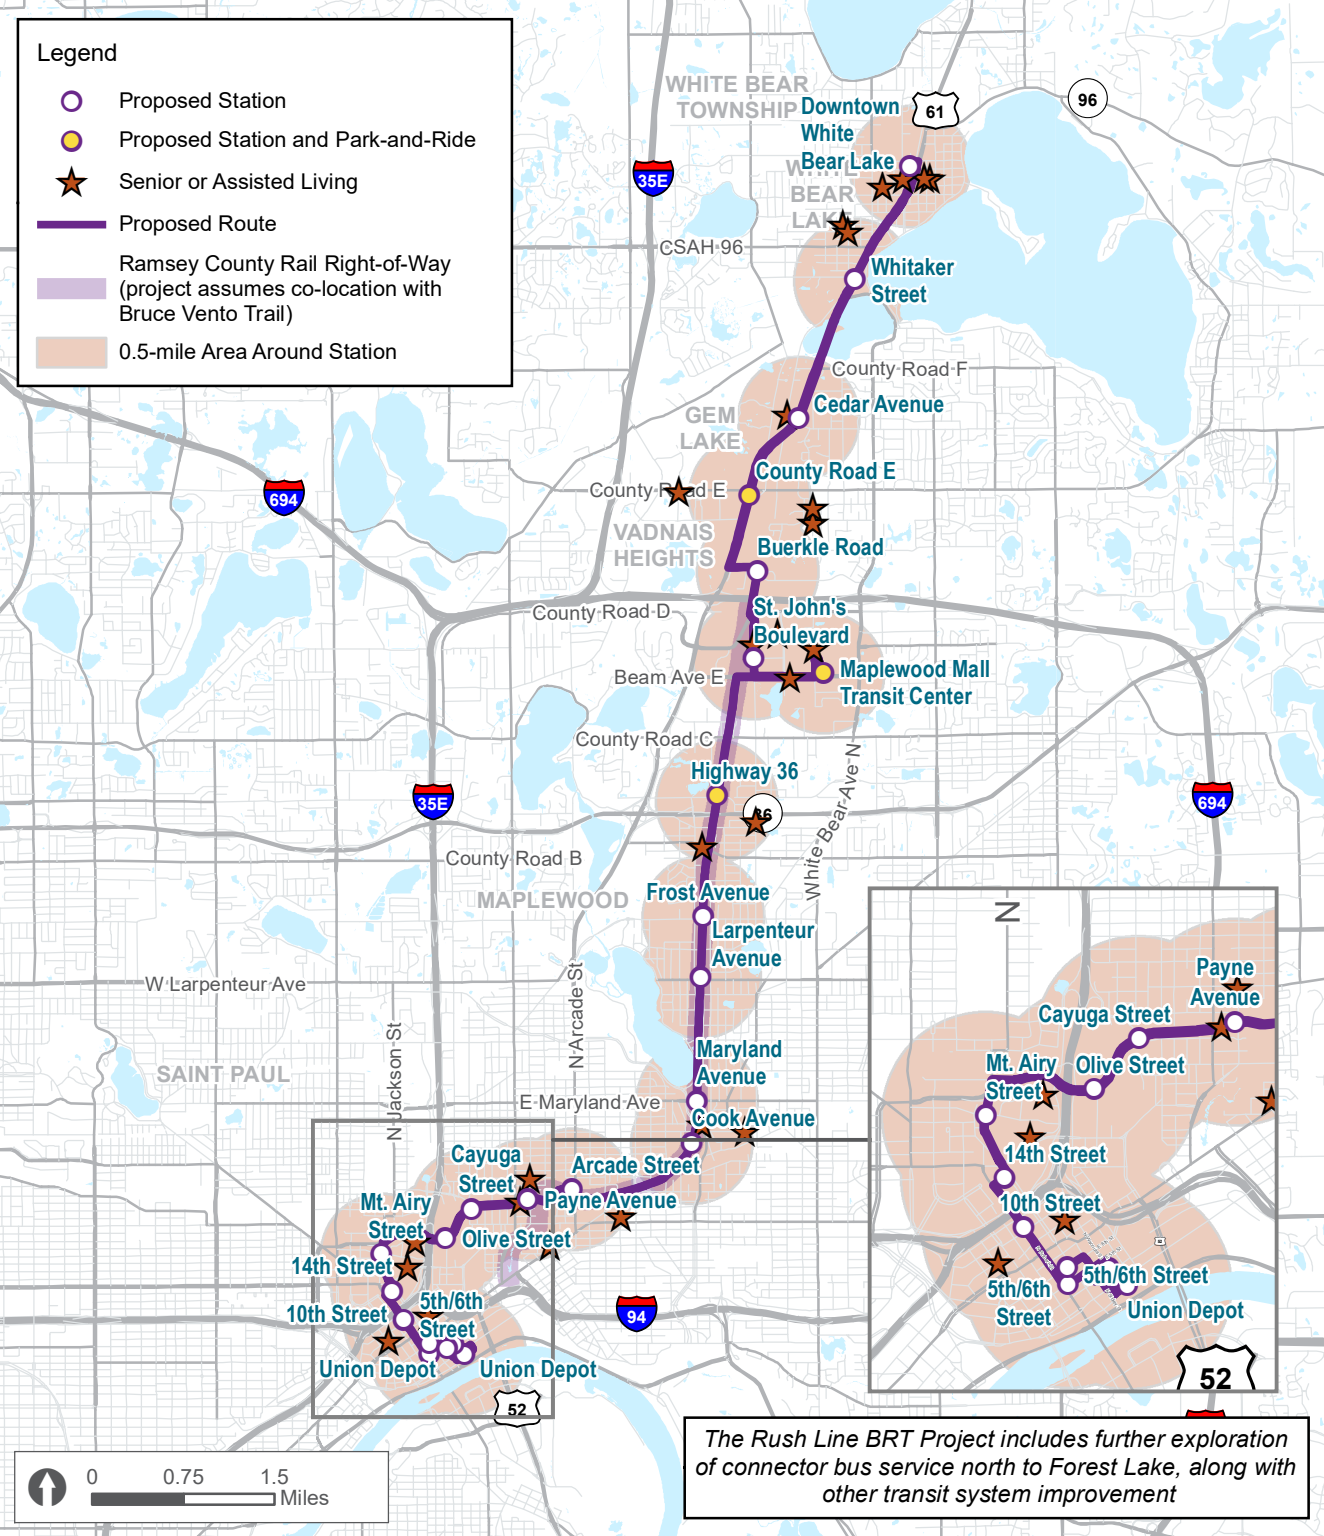 Legend
Proposed Station
Proposed Station and Park-and-Ride
Senior or Assisted Living
Proposed Route
Ramsey County Rail Right-of-Way
(project assumes co-location with
Bruce Vento Trail)
0.5-mile Area Around Station
WHITE BEAR
TOWNSHIP
Downtown
White
Bear Lake
61
96
35E
WHITE
BEAR
LAKE
CSAH 96
Whitaker
Street
County Road F
Cedar Avenue
GEM
LAKE
County Road E
County Road E
694
VADNAIS
HEIGHTS
Buerkle Road
County Road D
St. John's
Boulevard
Beam Ave E
Maplewood Mall
Transit Center
County Road C
Highway 36
35E
36
694
White Bear Ave N
County Road B
MAPLEWOOD
Frost Avenue
Larpenteur
Avenue
W Larpenteur Ave
N Arcade St
N Jackson St
SAINT PAUL
Maryland
Avenue
E Maryland Ave
Cook Avenue
Cayuga
Street
Arcade Street
Mt. Airy
Street
Payne Avenue
Olive Street
14th Street
10th Street
5th/6th
Street
94
Union Depot
Union Depot
52
N
Payne
Avenue
Cayuga Street
Mt. Airy
Street
Olive Street
14th Street
10th Street
5th/6th Street
5th/6th
Street
Union Depot
52
The Rush Line BRT Project includes further exploration
of connector bus service north to Forest Lake, along with
other transit system improvement
0 0.75 1.5
Miles